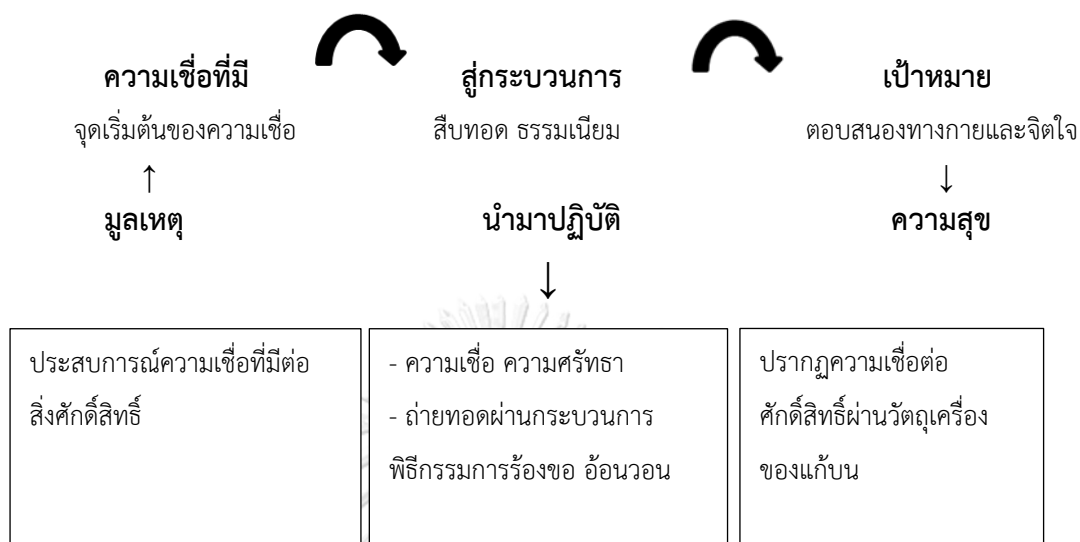 ความเชื่อที่มี สู่กระบวนการ เป้าหมาย
จุดเริ่มต้นของความเชื่อ สืบทอด ธรรมเนียม ตอบสนองทางกายและจิตใจ
↑ ↓
มูลเหตุ นำมาปฏิบัติ ความสุข
↓
ประสบการณ์ความเชื่อที่มีต่อ
สิ่งศักดิ์สิทธิ์
- ความเชื่อ ความศรัทธา
- ถ่ายทอดผ่านกระบวนการ
พิธีกรรมการร้องขอ อ้อนวอน
ปรากฏความเชื่อต่อ
ศักดิ์สิทธิ์ผ่านวัตถุเครื่อง
ของแก้บน